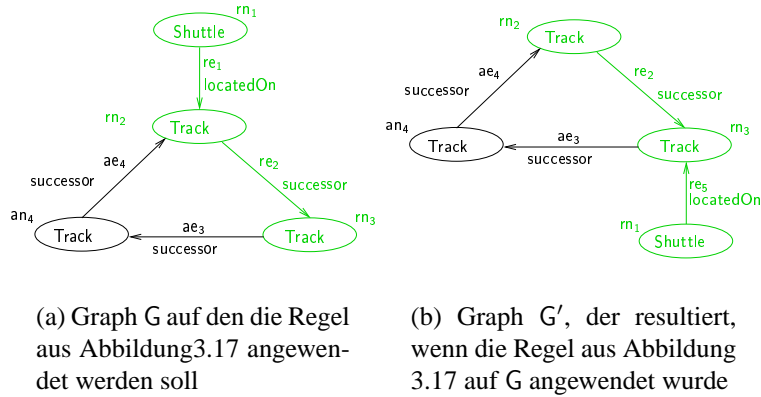 rn1
Shuttle
re1
locatedOn
rn2
Track
ae4
successor
re2
successor
an4
Track
ae3
successor
rn3
Track
(a) Graph G auf den die Regel
aus Abbildung3.17 angewen-
det werden soll
rn2
Track
ae4
successor
re2
successor
an4
Track
ae3
successor
rn3
Track
re5
locatedOn
rn1
Shuttle
(b) Graph G′, der resultiert,
wenn die Regel aus Abbildung
3.17 auf G angewendet wurde